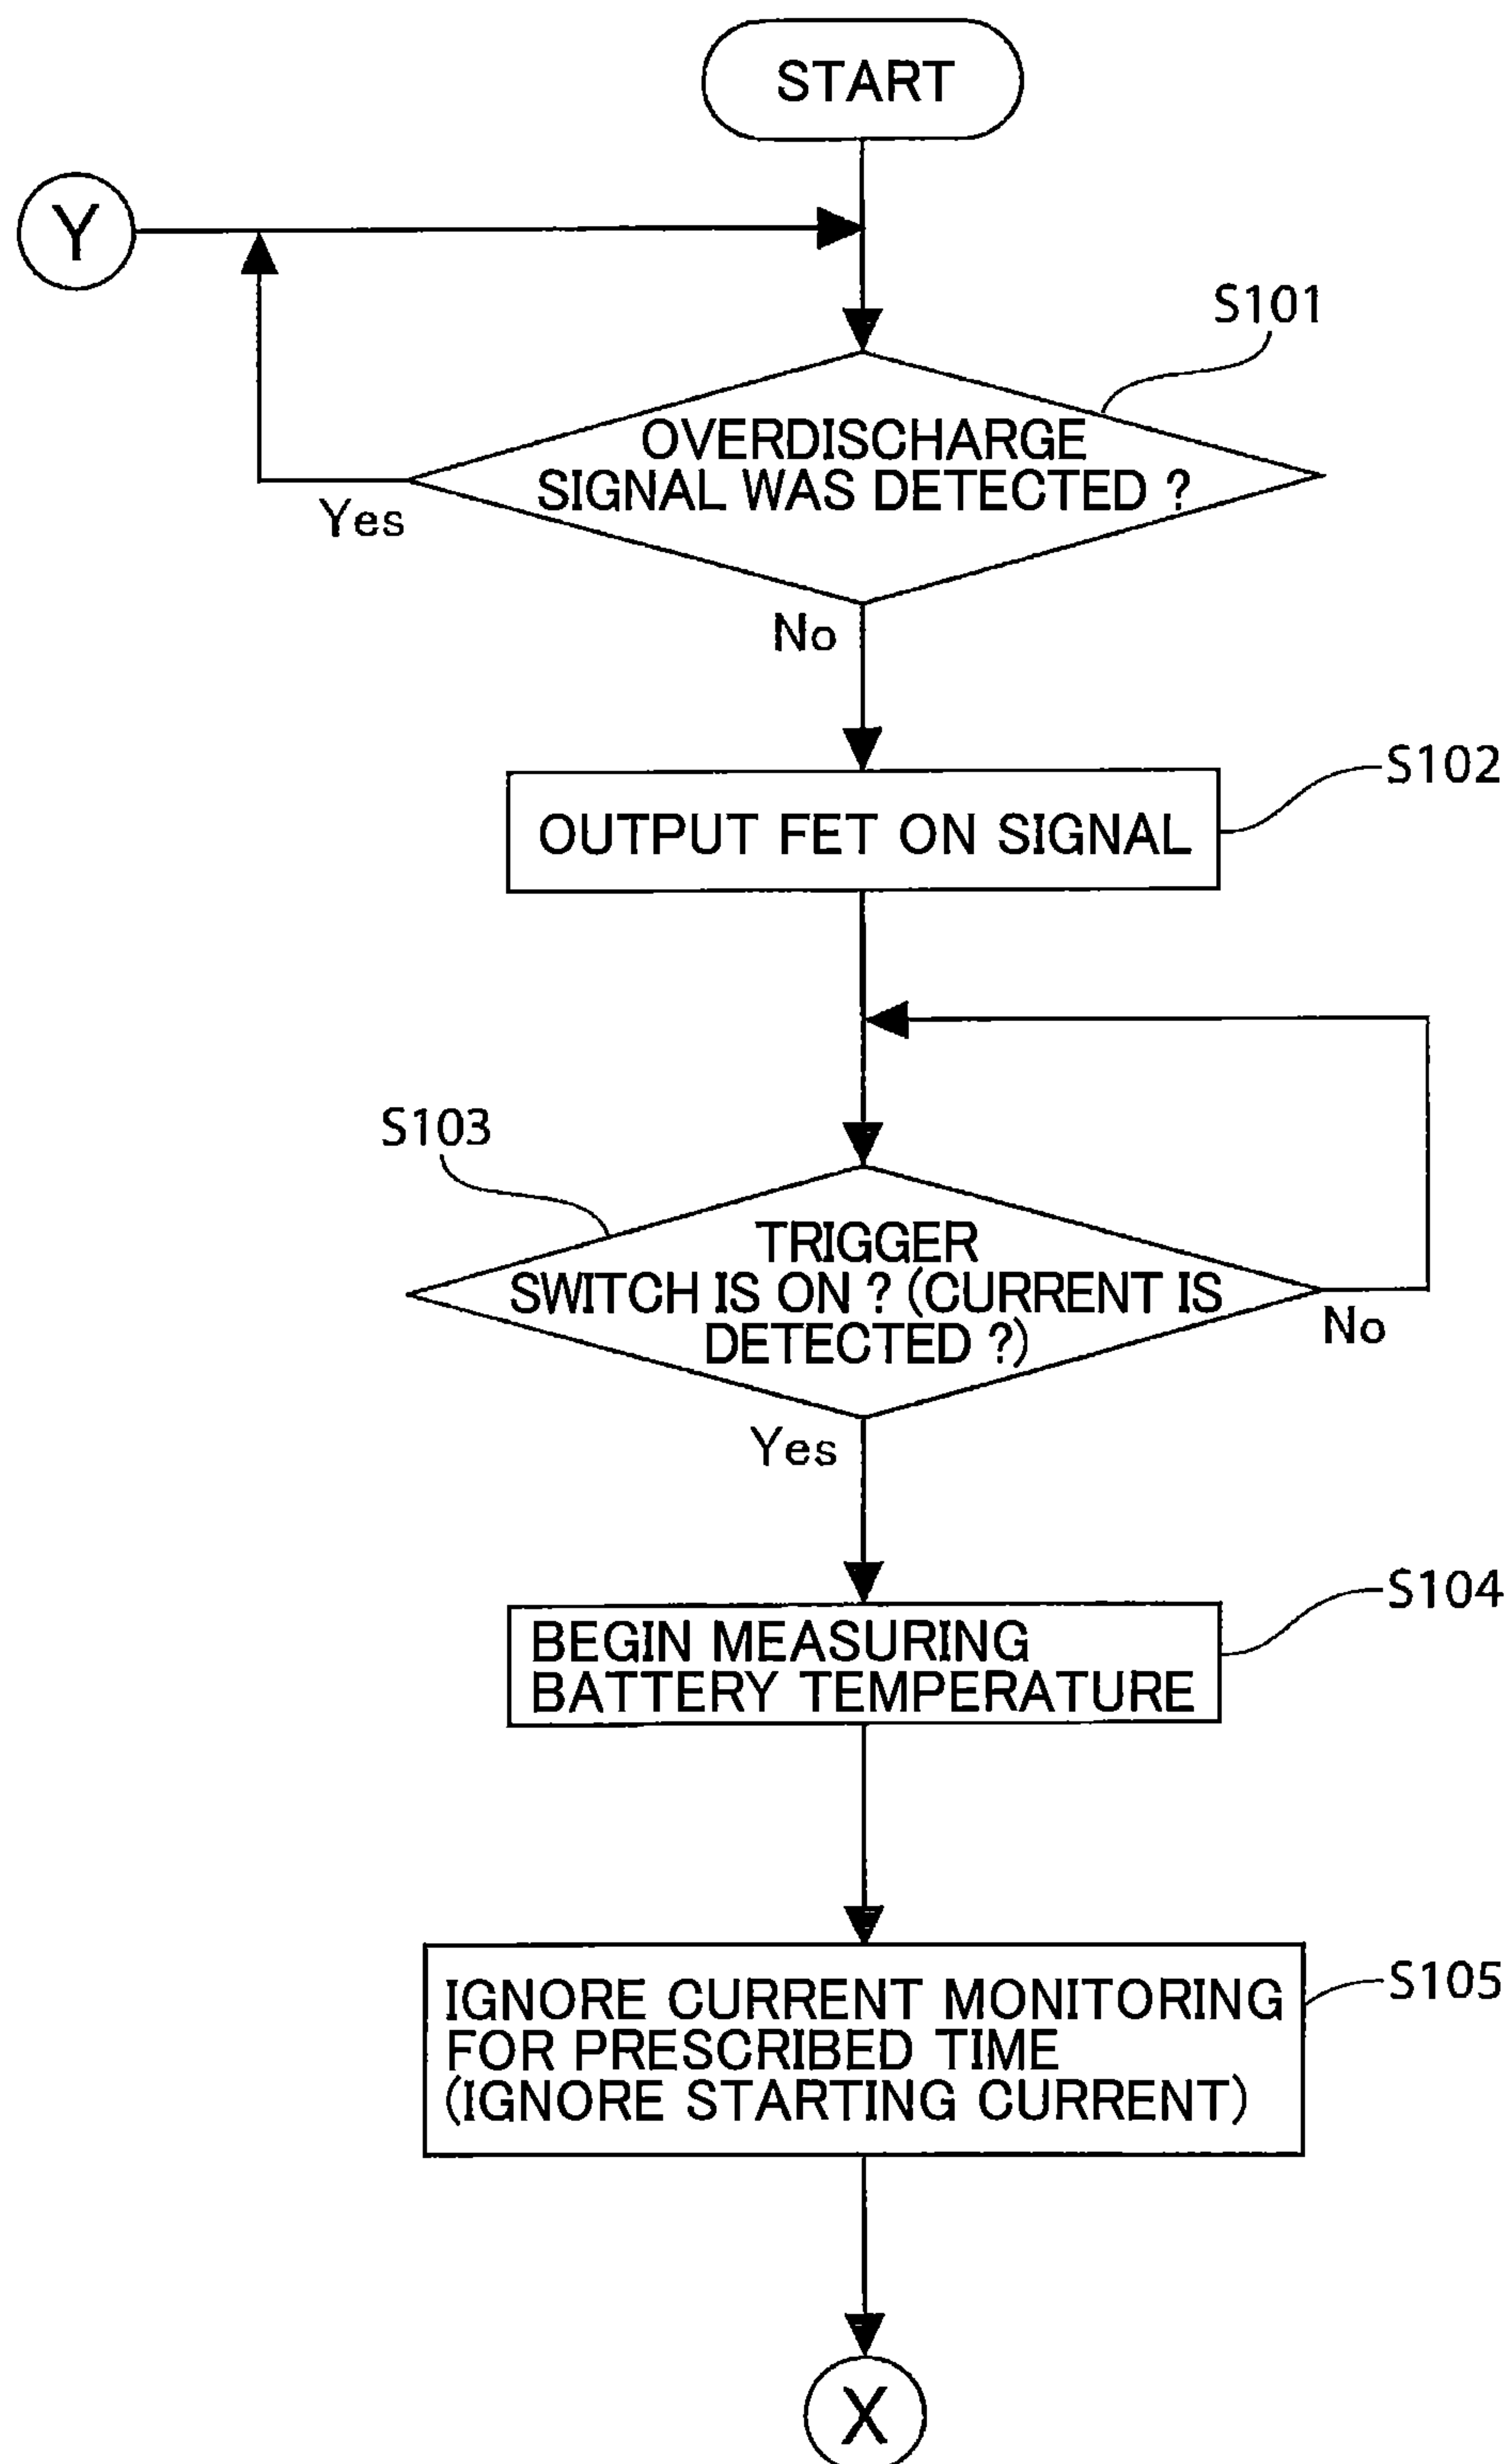 START
Y
S101
OVERDISCHARGE
SIGNAL WAS DETECTED ?
Yes
No
S102
OUTPUT FET ON SIGNAL
S103
TRIGGER
SWITCH IS ON ? (CURRENT IS
DETECTED ?)
No
Yes
S104
BEGIN MEASURING
BATTERY TEMPERATURE
S105
IGNORE CURRENT MONITORING
FOR PRESCRIBED TIME
(IGNORE STARTING CURRENT)
X